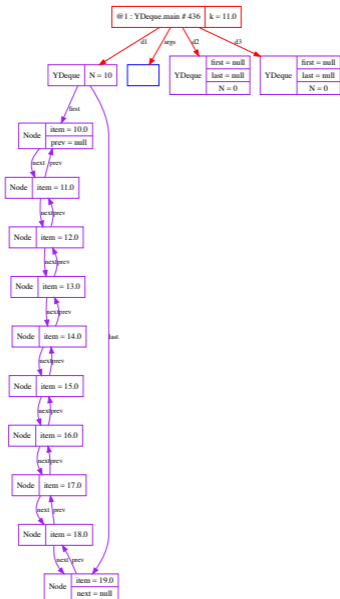 @1 : YDeque.main # 436 k = 11.0
d1 args d2 d3
YDeque N = 10
YDeque first = null last = null N = 0
YDeque first = null last = null N = 0
first
Node item = 10.0 prev = null
next prev
Node item = 11.0
next prev
Node item = 12.0
next prev
Node item = 13.0
next prev
last
Node item = 14.0
next prev
Node item = 15.0
next prev
Node item = 16.0
next prev
Node item = 17.0
next prev
Node item = 18.0
next prev
Node item = 19.0 next = null